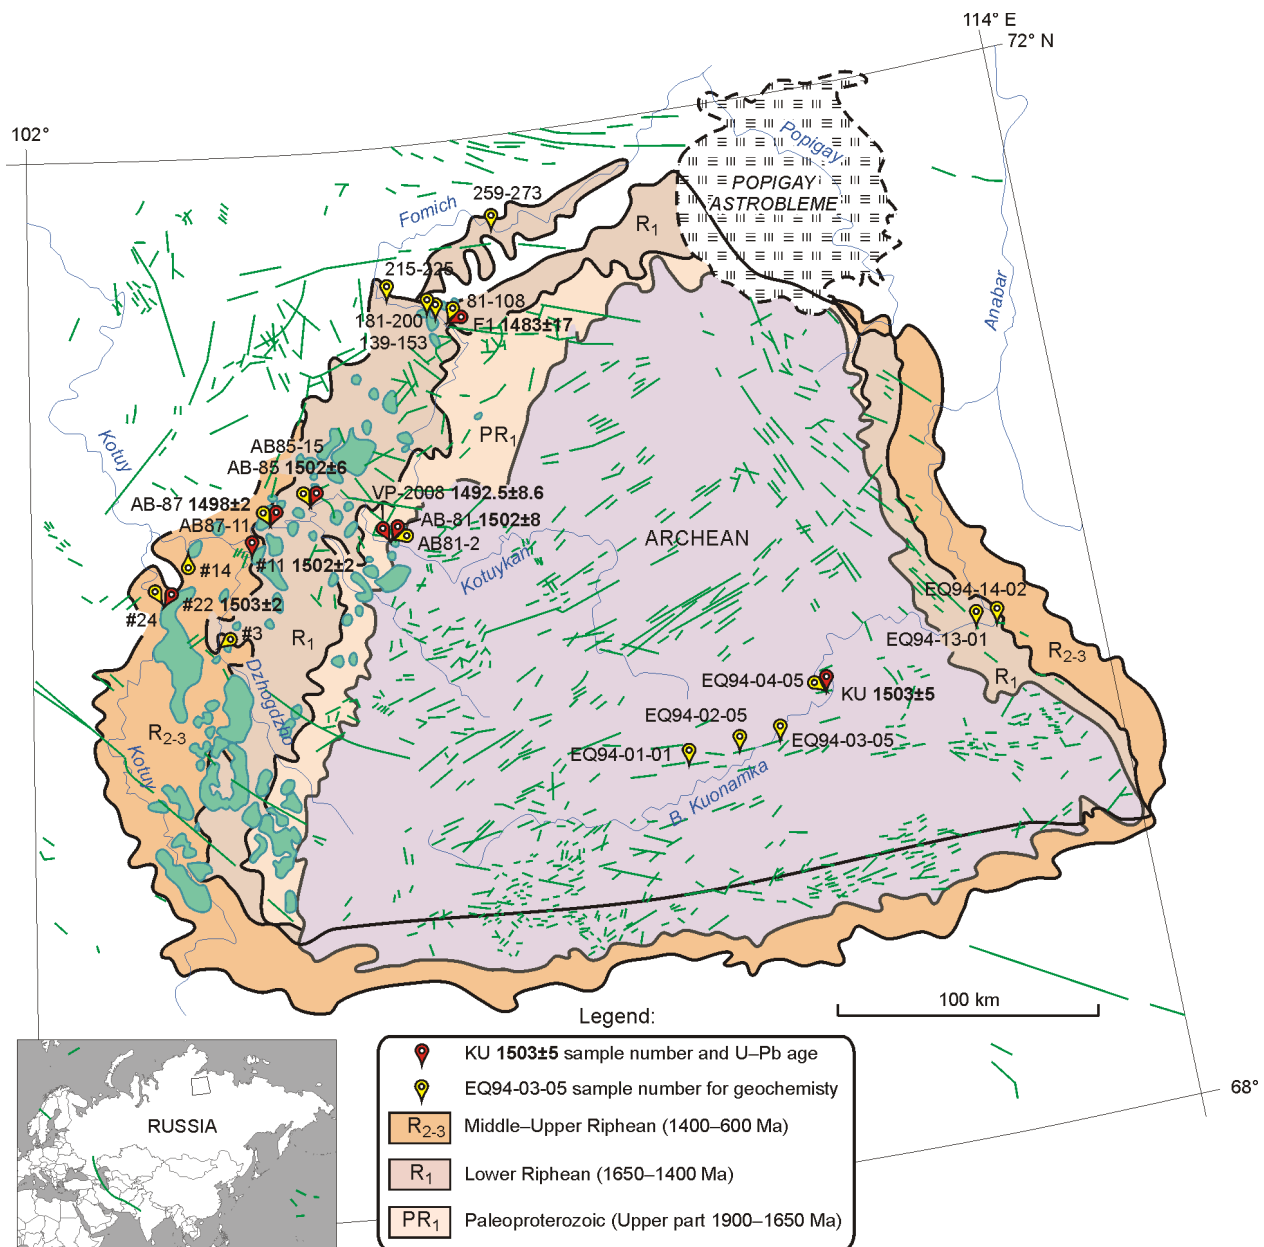 114° E
72° N
102°
Popigay
POPIGAY
ASTROBLEME
259-273
Fomich
R1
215-225
81-108
181-200
F1 1483±17
139-153
Anabar
Kotuy
PR1
AB85-15
AB-85 1502±6
VP-2008 1492.5±8.6
AB-87 1498±2
AB87-11
AB-81 1502±8
AB81-2
ARCHEAN
#11 1502±2
#14
Kotuykan
#22 1503±2
#24
#3
R1
EQ94-14-02
EQ94-13-01
R2-3
R1
Dzhogdzho
EQ94-04-05
KU 1503±5
EQ94-02-05
R2-3
EQ94-03-05
EQ94-01-01
Kotuy
B. Kuonamka
100 km
68°
Legend:
KU 1503±5 sample number and U–Pb age
EQ94-03-05 sample number for geochemisty
R2-3 Middle–Upper Riphean (1400–600 Ma)
R1 Lower Riphean (1650–1400 Ma)
PR1 Paleoproterozoic (Upper part 1900–1650 Ma)
RUSSIA